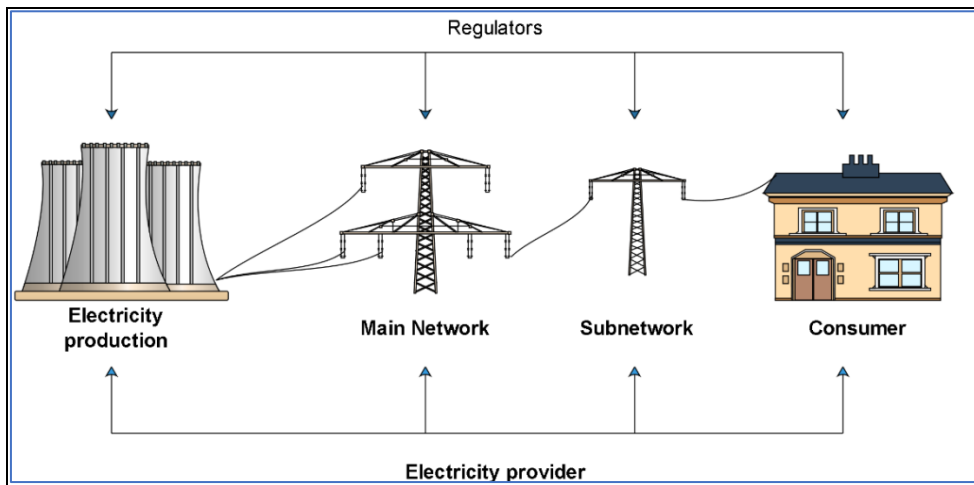 Regulators
Electricity
production
Main Network
Subnetwork
Consumer
Electricity provider